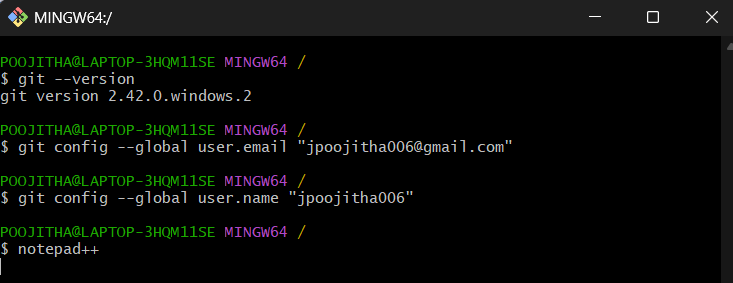 MINGW64:/
POOJITHA@LAPTOP-3HQM11SE MINGW64 /
$ git --version
git version 2.42.0.windows.2
POOJITHA@LAPTOP-3HQM11SE MINGW64 /
$ git config --global user.email "jpoojitha006@gmail.com"
POOJITHA@LAPTOP-3HQM11SE MINGW64 /
$ git config --global user.name "jpoojitha006"
POOJITHA@LAPTOP-3HQM11SE MINGW64 /
$ notepad++